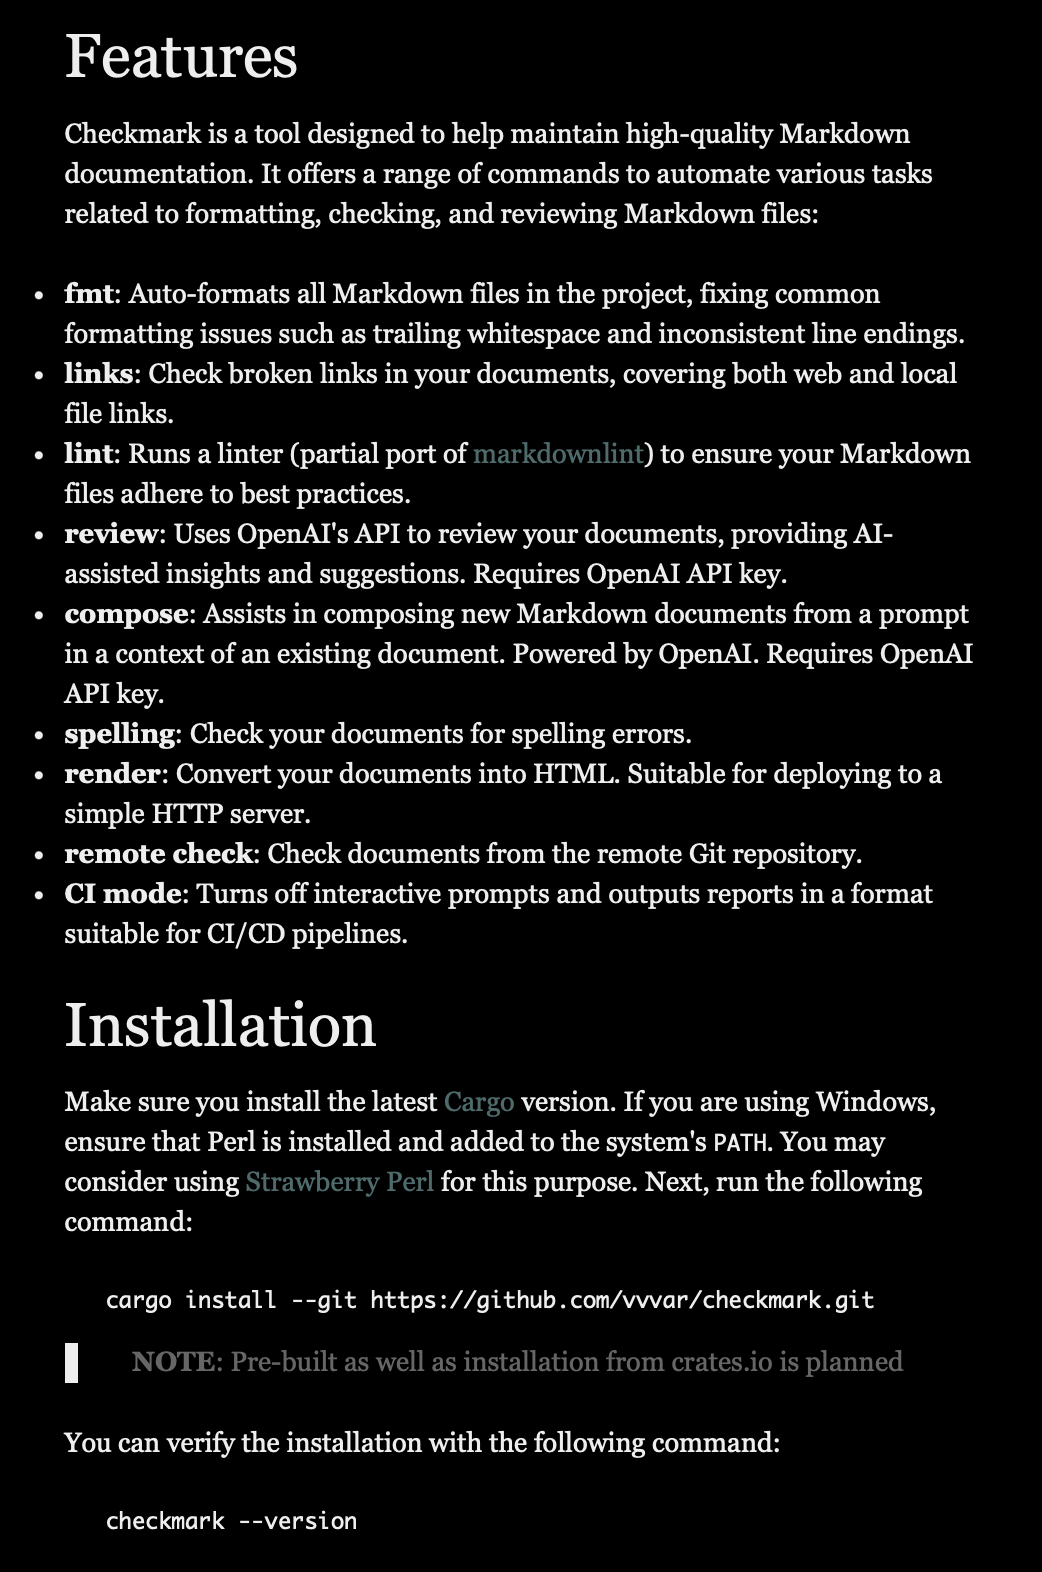 Features
Checkmark is a tool designed to help maintain high-quality Markdown
documentation. It offers a range of commands to automate various tasks
related to formatting, checking, and reviewing Markdown files:
• fmt: Auto-formats all Markdown files in the project, fixing common
formatting issues such as trailing whitespace and inconsistent line endings.
• links: Check broken links in your documents, covering both web and local
file links.
• lint: Runs a linter (partial port of markdownlint) to ensure your Markdown
files adhere to best practices.
• review: Uses OpenAI's API to review your documents, providing AI-
assisted insights and suggestions. Requires OpenAI API key.
• compose: Assists in composing new Markdown documents from a prompt
in a context of an existing document. Powered by OpenAI. Requires OpenAI
API key.
• spelling: Check your documents for spelling errors.
• render: Convert your documents into HTML. Suitable for deploying to a
simple HTTP server.
• remote check: Check documents from the remote Git repository.
• CI mode: Turns off interactive prompts and outputs reports in a format
suitable for CI/CD pipelines.
Installation
Make sure you install the latest Cargo version. If you are using Windows,
ensure that Perl is installed and added to the system's PATH. You may
consider using Strawberry Perl for this purpose. Next, run the following
command:
cargo install --git https://github.com/vvvar/checkmark.git
NOTE: Pre-built as well as installation from crates.io is planned
You can verify the installation with the following command:
checkmark --version